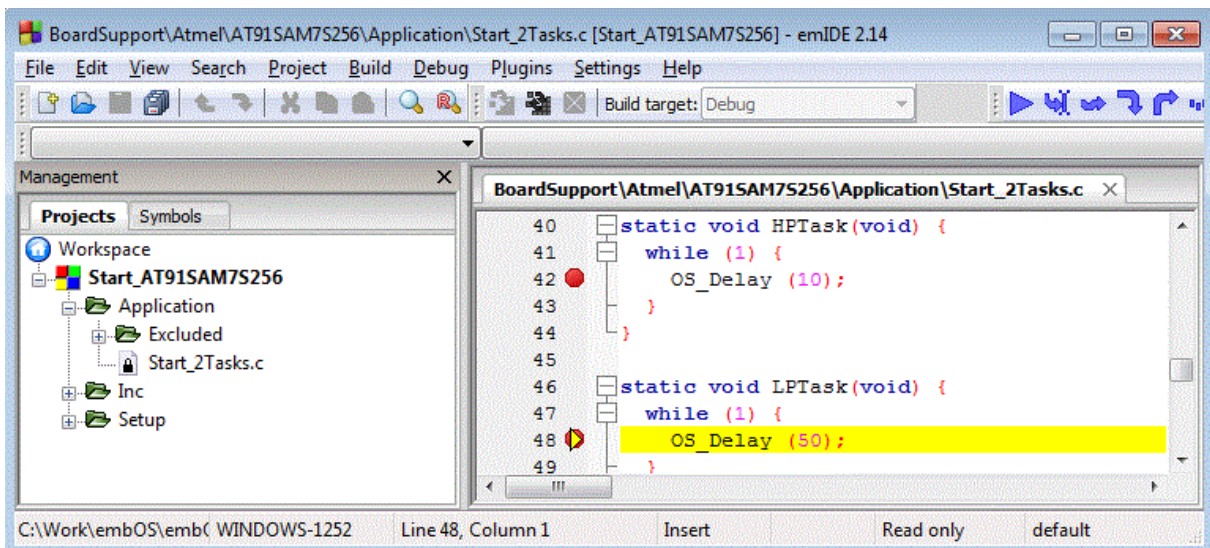 BoardSupport\Atmel\AT91SAM7S256\Application\Start_2Tasks.c [Start_AT91SAM7S256] - emIDE 2.14
File Edit View Search Project Build Debug Plugins Settings Help
Build target: Debug
Management
Projects Symbols
Workspace
Start_AT91SAM7S256
Application
Excluded
Start_2Tasks.c
Inc
Setup
BoardSupport\Atmel\AT91SAM7S256\Application\Start_2Tasks.c
40 static void HPTask(void) {
41 while (1) {
42 OS_Delay (10);
43 }
44 }
45
46 static void LPTask(void) {
47 while (1) {
48 OS_Delay (50);
49 }
C:\Work\embOS\emb( WINDOWS-1252 Line 48, Column 1 Insert Read only default